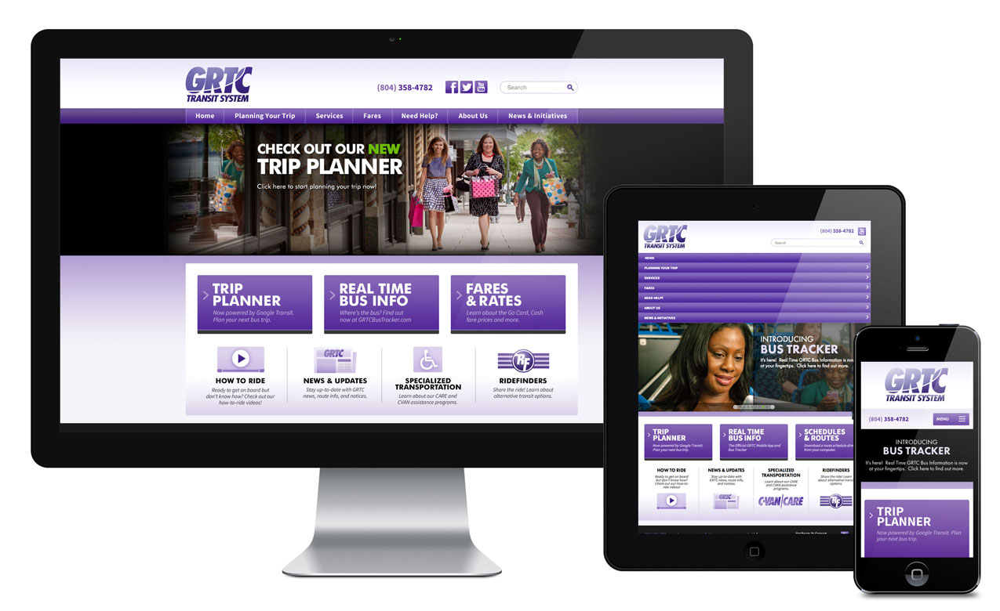 GRTC
TRANSIT SYSTEM
(804) 358-4782
f
You
Tube
Search
Home
Planning Your Trip
Services
Fares
Need Help?
About Us
News & Initiatives
CHECK OUT OUR NEW
TRIP PLANNER
Click here to start planning your trip now!
TRIP
PLANNER
Now powered by Google Transit.
Plan your next bus trip.
REAL TIME
BUS INFO
Where's the bus? Find out
now at GRTCBusTracker.com
FARES
& RATES
Learn about the Go Card, Cash
fare prices and more.
HOW TO RIDE
Ready to get on board but
don't know how? Check out our
how-to-ride videos!
GRTC
NEWS & UPDATES
Stay up-to-date with GRTC
news, route info, and notices.
SPECIALIZED
TRANSPORTATION
Learn about our CARE and
CVAN assistance programs.
RF
RIDEFINDERS
Share the ride! Learn about
alternative transit options.
GRTC
TRANSIT SYSTEM
(804) 358-4782
Search
HOME
PLANNING YOUR TRIP
SERVICES
FARES
NEED HELP?
ABOUT US
NEWS & INITIATIVES
INTRODUCING
BUS TRACKER
It's here! Real Time GRTC Bus Information is now
at your fingertips. Click here to find out more.
TRIP
PLANNER
Now powered by Google Transit.
Plan your next bus trip.
REAL TIME
BUS INFO
The Official GRTC Mobile App and
Bus Tracker
SCHEDULES
& ROUTES
Download a route schedule
from your computer.
HOW TO RIDE
Ready to get on board
but don't know how?
Check out our how-to-
ride videos!
NEWS & UPDATES
Stay up-to-date with
GRTC news, route info,
and notices.
GRTC
SPECIALIZED
TRANSPORTATION
Learn about our CARE
and CVAN assistance
programs.
C-VAN/CARE
RIDEFINDERS
Share the ride! Learn
about alternative
options.
RF
GRTC
TRANSIT SYSTEM
(804) 358-4782
MENU
INTRODUCING
BUS TRACKER
It's here! Real Time GRTC Bus Information is now
at your fingertips. Click here to find out more.
TRIP
PLANNER
Now powered by Google Transit. Plan
your next bus trip.